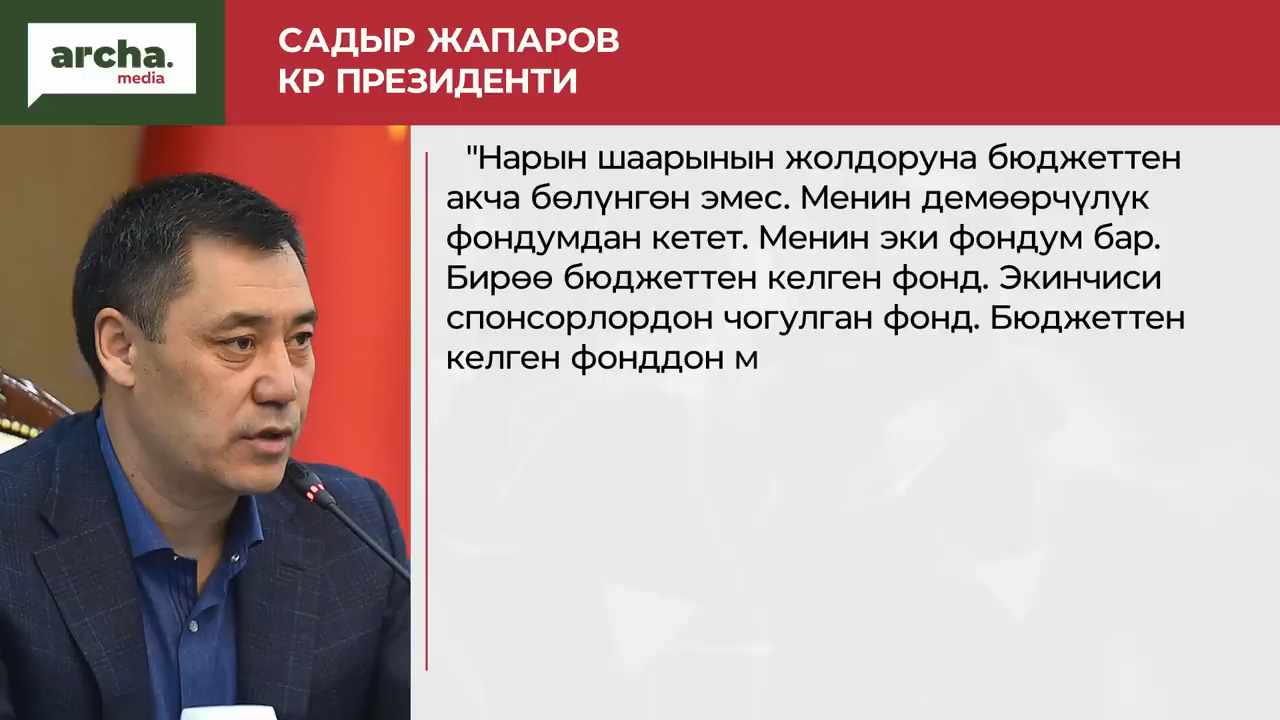 archa.
media
САДЫР ЖАПАРОВ
КР ПРЕЗИДЕНТИ
"Нарын шаарынын жолдоруна бюджеттен
акча бөлүнгөн эмес. Менин демөөрчүлүк
фондумдан кетет. Менин эки фондум бар.
Бирөө бюджеттен келген фонд. Экинчиси
спонсорлордон чогулган фонд. Бюджеттен
келген фонддон м